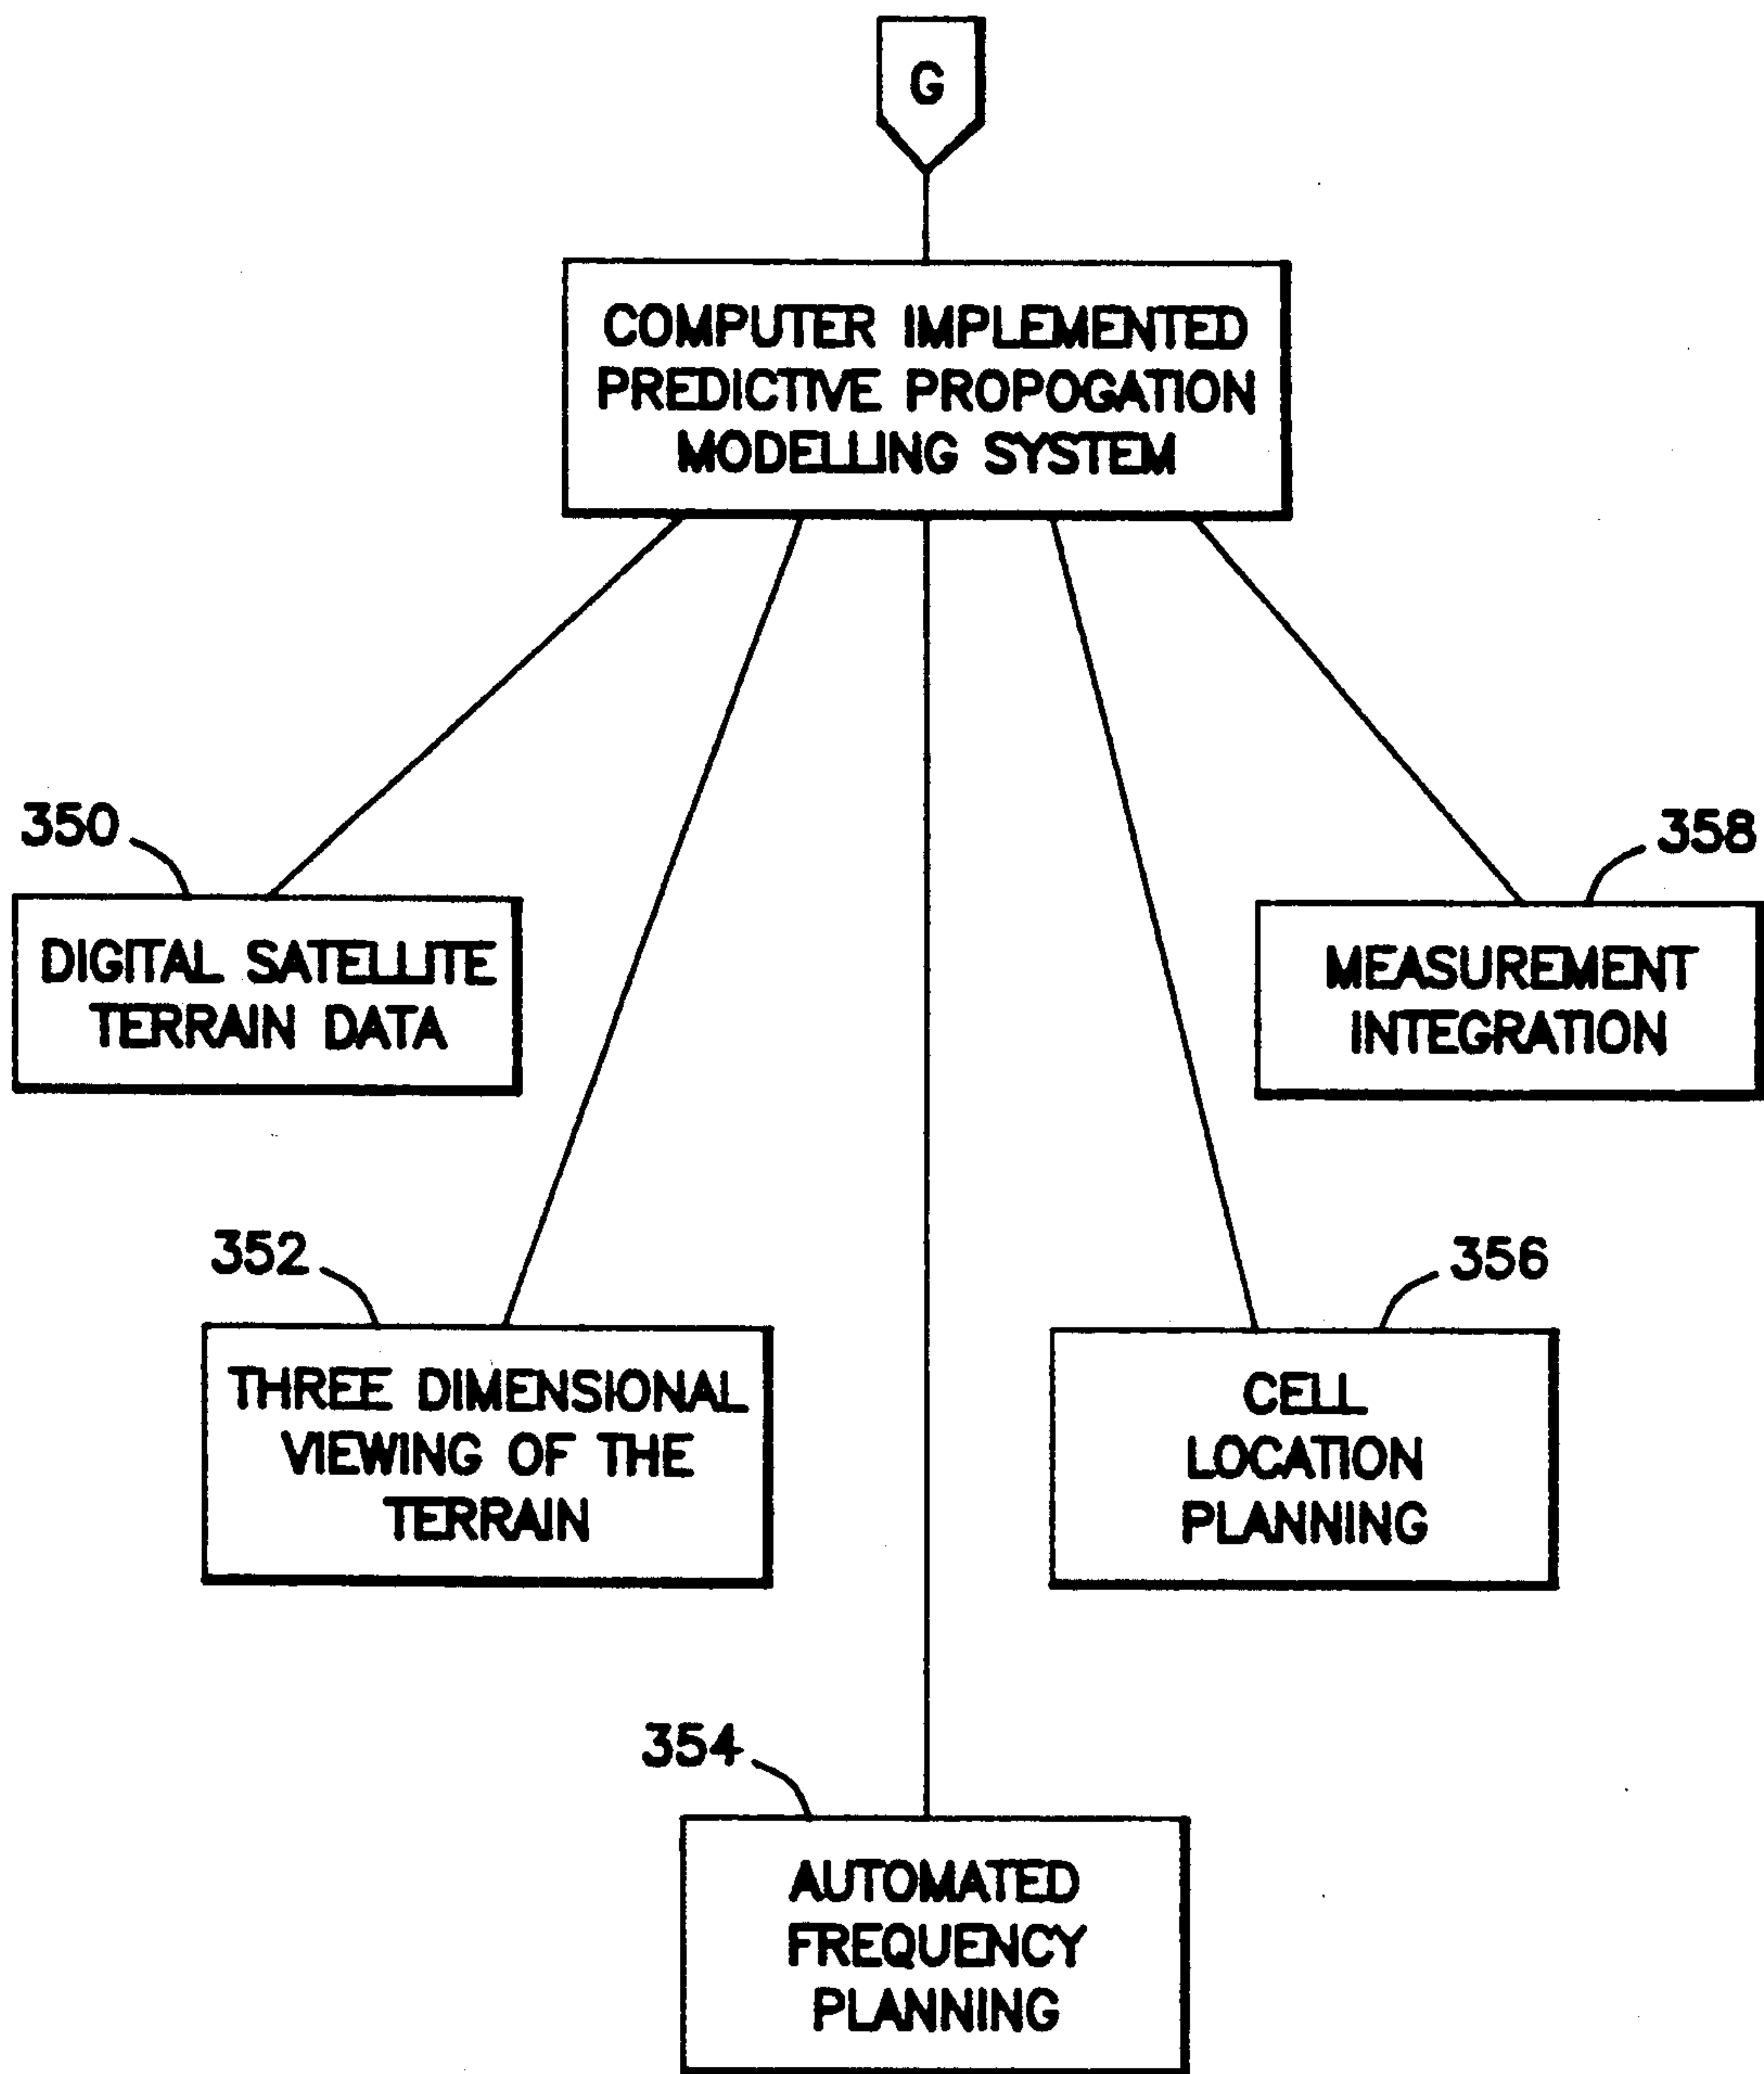 G
COMPUTER IMPLEMENTED
PREDICTIVE PROPOGATION
MODELLING SYSTEM
350
DIGITAL SATELLITE
TERRAIN DATA
358
MEASUREMENT
INTEGRATION
352
THREE DIMENSIONAL
VIEWING OF THE
TERRAIN
356
CELL
LOCATION
PLANNING
354
AUTOMATED
FREQUENCY
PLANNING